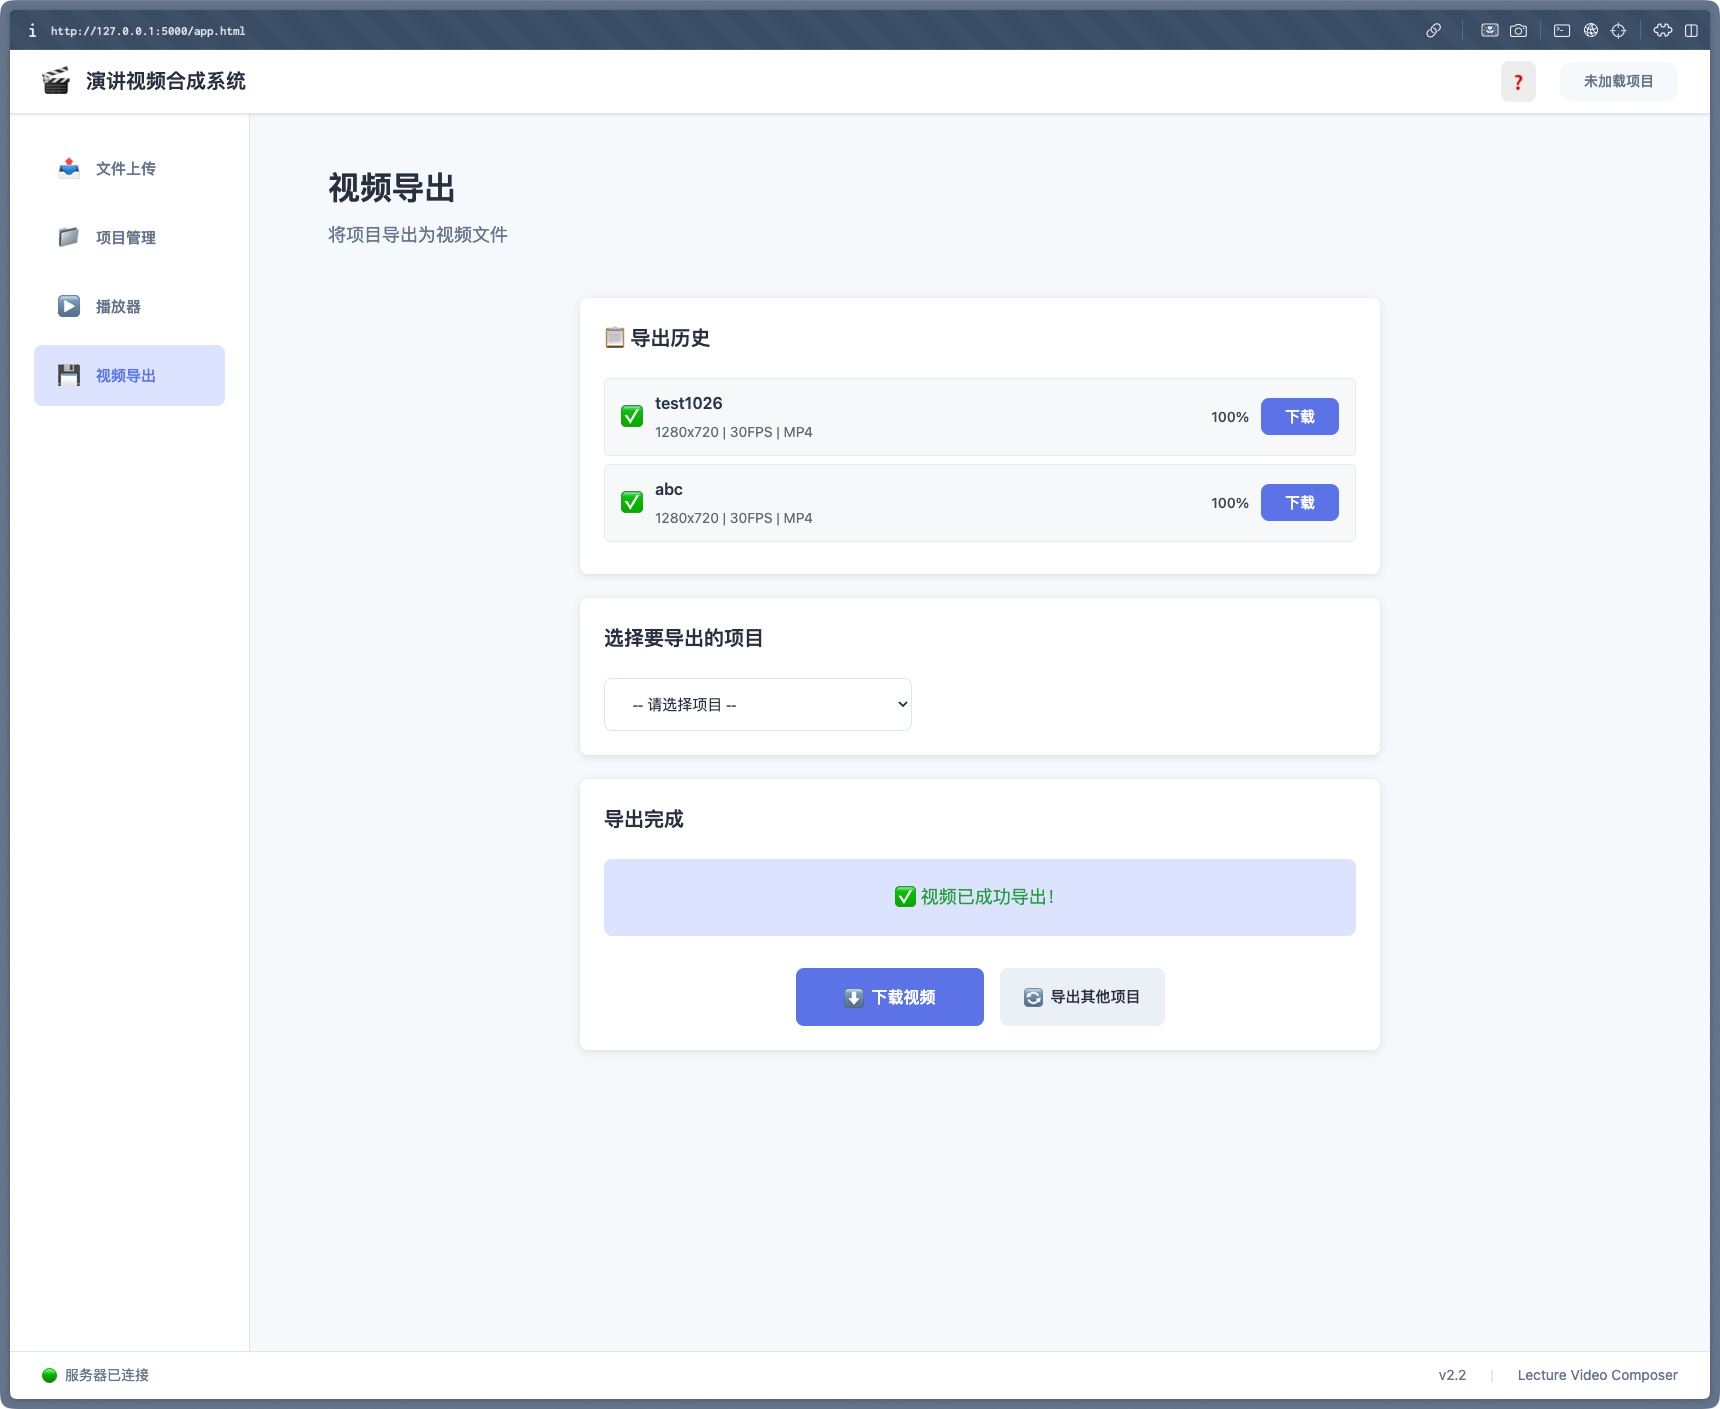 http://127.0.0.1:5000/app.html
演讲视频合成系统
?
未加载项目
文件上传
项目管理
播放器
视频导出
视频导出
将项目导出为视频文件
导出历史
test1026
1280x720 | 30FPS | MP4
100%
下载
abc
1280x720 | 30FPS | MP4
100%
下载
选择要导出的项目
-- 请选择项目 --
导出完成
视频已成功导出！
下载视频
导出其他项目
服务器已连接
v2.2
|
Lecture Video Composer